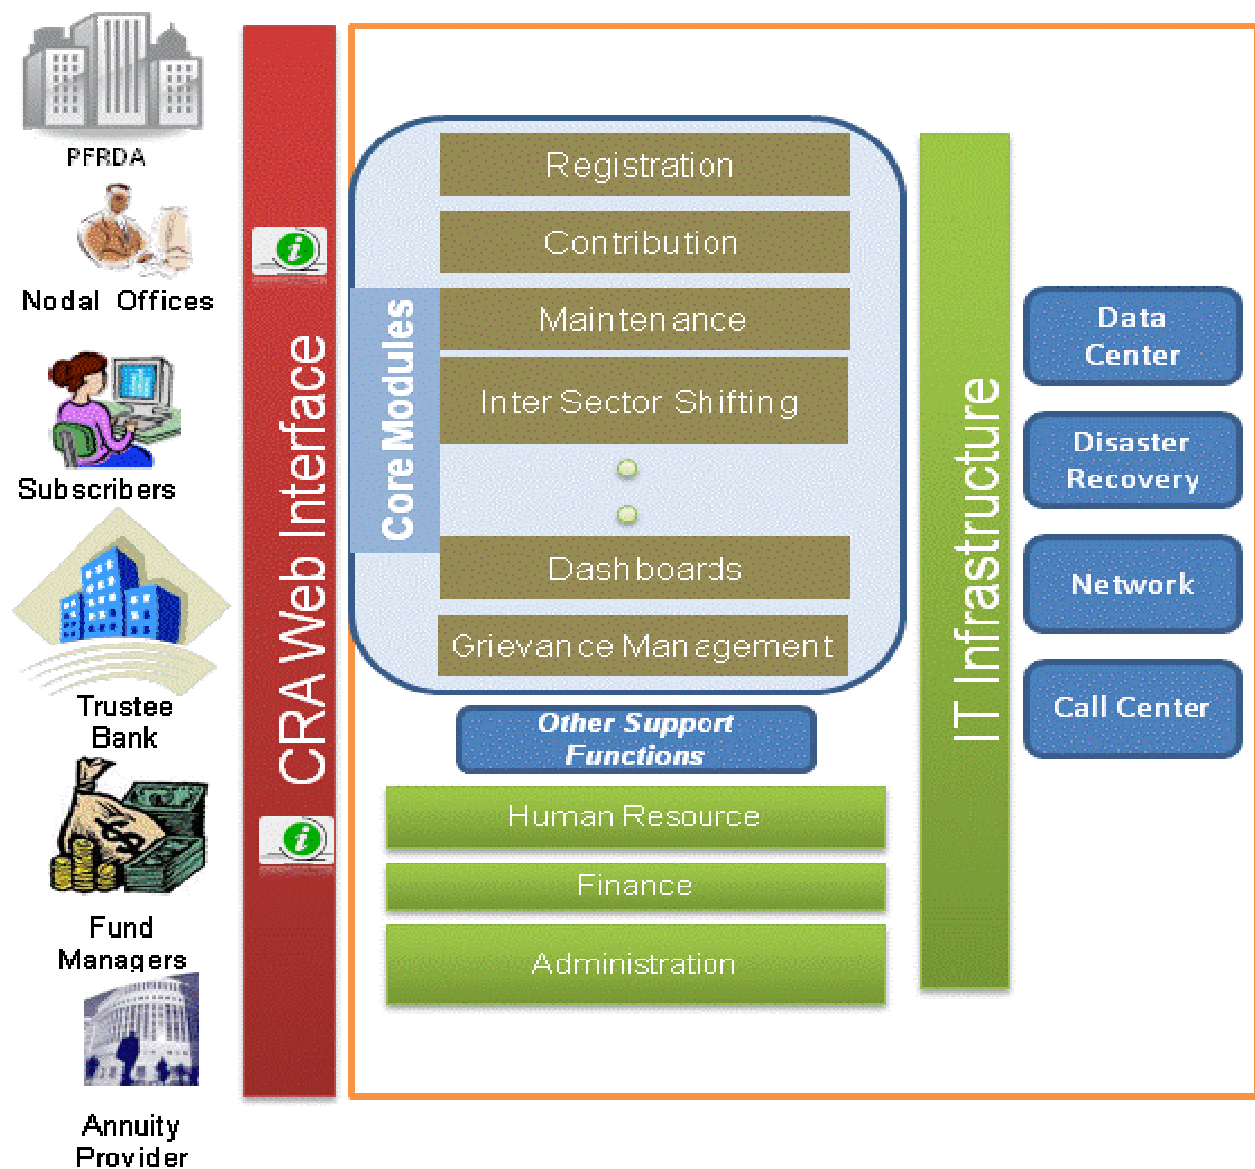 PFRDA
Nodal Offices
Subscribers
Trustee
Bank
Fund
Managers
Annuity
Provider
CRA Web Interface
Core Modules
Registration
Contribution
Maintenance
Inter Sector Shifting
Dashboards
Grievance Management
Other Support
Functions
Human Resource
Finance
Administration
IT Infrastructure
Data
Center
Disaster
Recovery
Network
Call Center